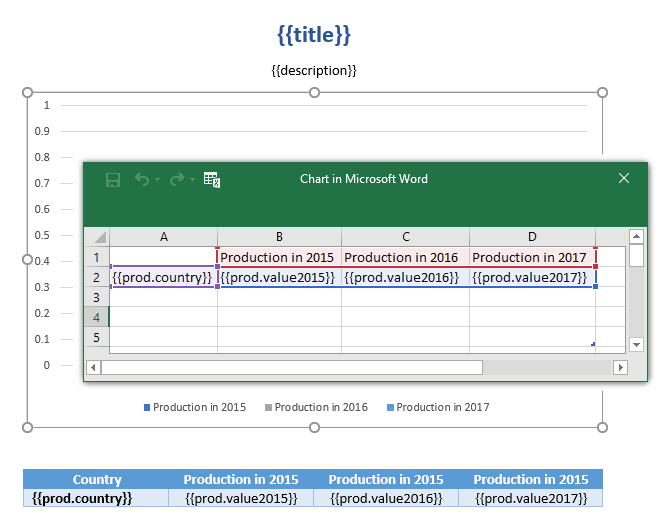 {{title}}
{{description}}
1
0.9
0.8
0.7
0.6
0.5
0.4
0.3
0.2
0.1
0
Chart in Microsoft Word
A B C D
1 Production in 2015 Production in 2016 Production in 2017
2 {{prod.country}} {{prod.value2015}} {{prod.value2016}} {{prod.value2017}}
3
4
5
Production in 2015 Production in 2016 Production in 2017
Country Production in 2015 Production in 2015 Production in 2015
{{prod.country}} {{prod.value2015}} {{prod.value2016}} {{prod.value2017}}